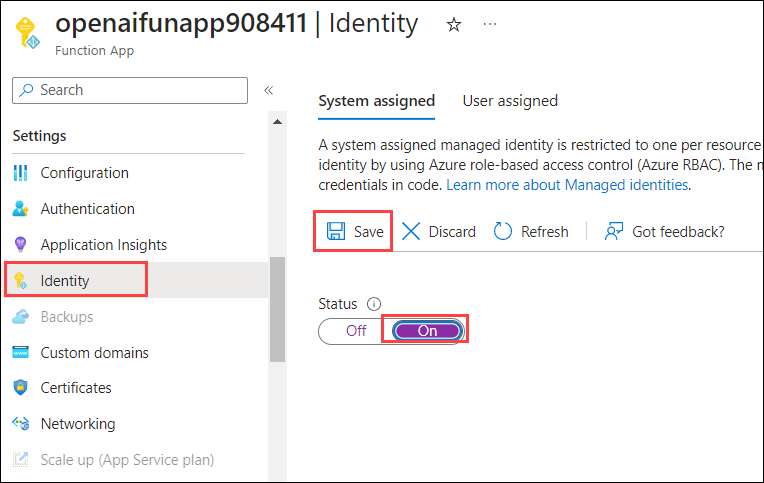 openaifunapp908411 | Identity
Function App
Search
Settings
Configuration
Authentication
Application Insights
Identity
Backups
Custom domains
Certificates
Networking
Scale up (App Service plan)
System assigned
User assigned
A system assigned managed identity is restricted to one per resource
identity by using Azure role-based access control (Azure RBAC). The
credentials in code. Learn more about Managed identities.
Save
Discard
Refresh
Got feedback?
Status
Off
On